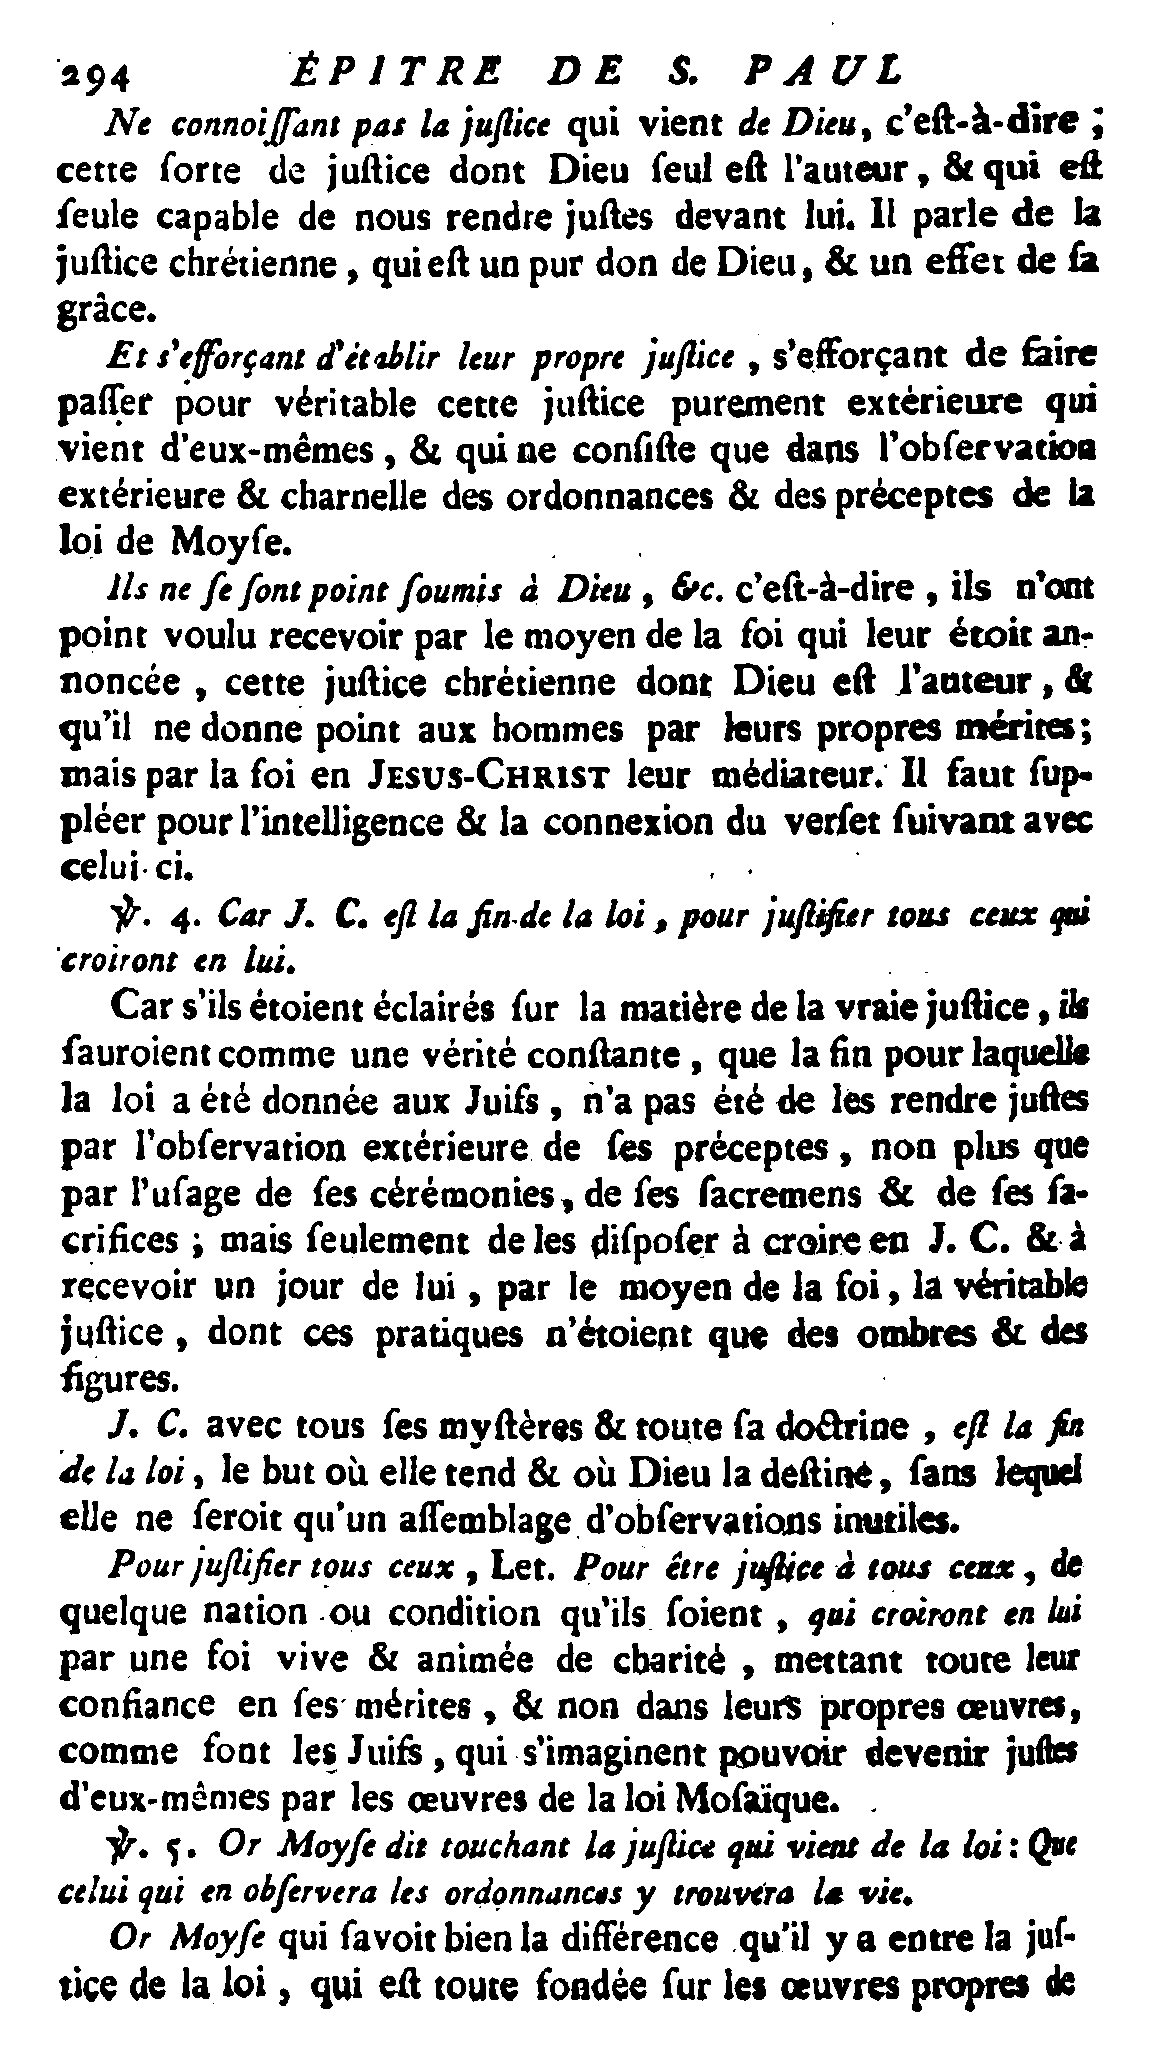 294 ÉPITRE DE S. PAUL
Ne connoiſſant pas la juſtice qui vient de Dieu, c'eſt-à-dire ;
cette ſorte de juſtice dont Dieu ſeul eſt l'auteur, & qui eſt
ſeule capable de nous rendre juſtes devant lui. Il parle de la
juſtice chrétienne, qui eſt un pur don de Dieu, & un effet de ſa
grâce.
Et s'efforçant d'établir leur propre juſtice, s'efforçant de faire
paſſer pour véritable cette juſtice purement extérieure qui
vient d'eux-mêmes, & qui ne conſiſte que dans l'obſervation
extérieure & charnelle des ordonnances & des préceptes de la
loi de Moyſe.
Ils ne ſe ſont point ſoumis à Dieu, &c. c'eſt-à-dire, ils n'ont
point voulu recevoir par le moyen de la foi qui leur étoit an-
noncée, cette juſtice chrétienne dont Dieu eſt l'auteur, &
qu'il ne donne point aux hommes par leurs propres mérites;
mais par la foi en JESUS-CHRIST leur médiateur. Il faut ſup-
pléer pour l'intelligence & la connexion du verſet ſuivant avec
celui-ci.
℣. 4. Car J. C. eſt la fin de la loi, pour juſtifier tous ceux qui
croiront en lui.
Car s'ils étoient éclairés ſur la matière de la vraie juſtice, ils
ſauroient comme une vérité conſtante, que la fin pour laquelle
la loi a été donnée aux Juifs, n'a pas été de les rendre juſtes
par l'obſervation extérieure de ſes préceptes, non plus que
par l'uſage de ſes cérémonies, de ſes ſacremens & de ſes ſa-
crifices ; mais ſeulement de les diſpoſer à croire en J. C. & à
recevoir un jour de lui, par le moyen de la foi, la véritable
juſtice, dont ces pratiques n'étoient que des ombres & des
figures.
J. C. avec tous ſes myſtères & toute ſa doctrine, eſt la fin
de la loi, le but où elle tend & où Dieu la deſtine, ſans lequel
elle ne ſeroit qu'un aſſemblage d'obſervations inutiles.
Pour juſtifier tous ceux, Let. Pour être juſtice à tous ceux, de
quelque nation ou condition qu'ils ſoient, qui croiront en lui
par une foi vive & animée de charité, mettant toute leur
confiance en ſes mérites, & non dans leurs propres œuvres,
comme font les Juifs, qui s'imaginent pouvoir devenir juſtes
d'eux-mêmes par les œuvres de la loi Moſaïque.
℣. 5. Or Moyſe dit touchant la juſtice qui vient de la loi: Que
celui qui en obſervera les ordonnances y trouvera la vie.
Or Moyſe qui ſavoit bien la différence qu'il y a entre la juſ-
tice de la loi, qui eſt toute fondée ſur les œuvres propres de